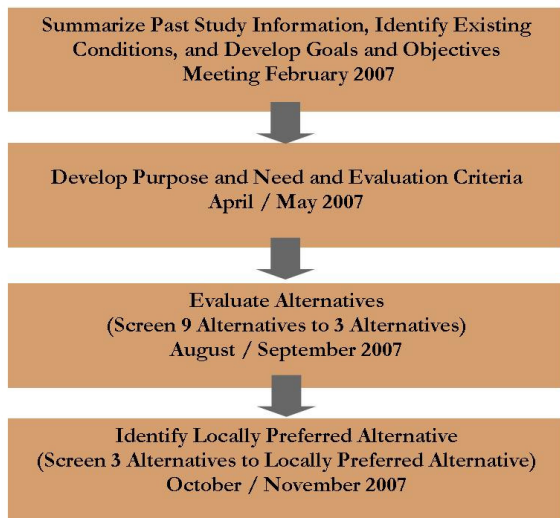 Summarize Past Study Information, Identify Existing
Conditions, and Develop Goals and Objectives
Meeting February 2007
Develop Purpose and Need and Evaluation Criteria
April / May 2007
Evaluate Alternatives
(Screen 9 Alternatives to 3 Alternatives)
August / September 2007
Identify Locally Preferred Alternative
(Screen 3 Alternatives to Locally Preferred Alternative)
October / November 2007